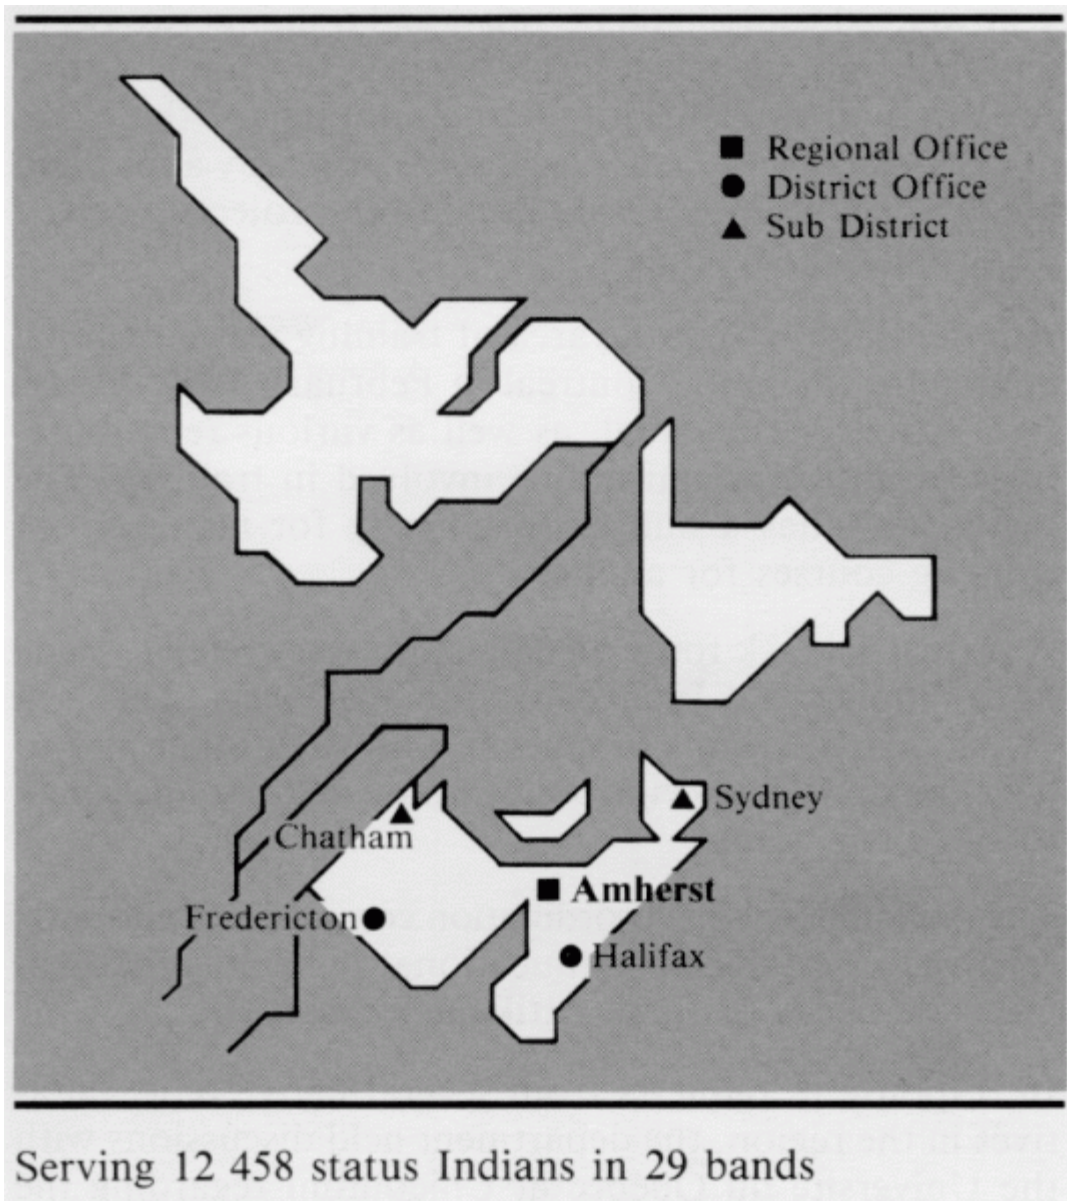 Regional Office
District Office
Sub District
Sydney
Chatham
Amherst
Fredericton
Halifax
Serving 12 458 status Indians in 29 bands